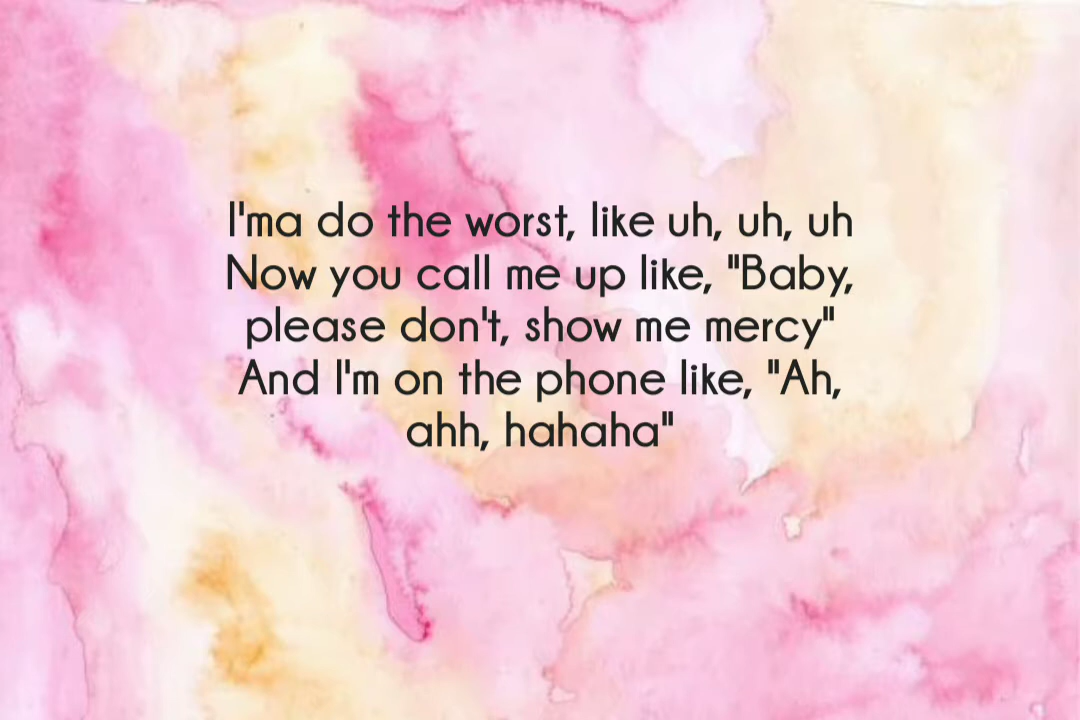 I'ma do the worst, like uh, uh, uh
Now you call me up like, "Baby,
please don't, show me mercy"
And I'm on the phone like, "Ah,
ahh, hahaha"